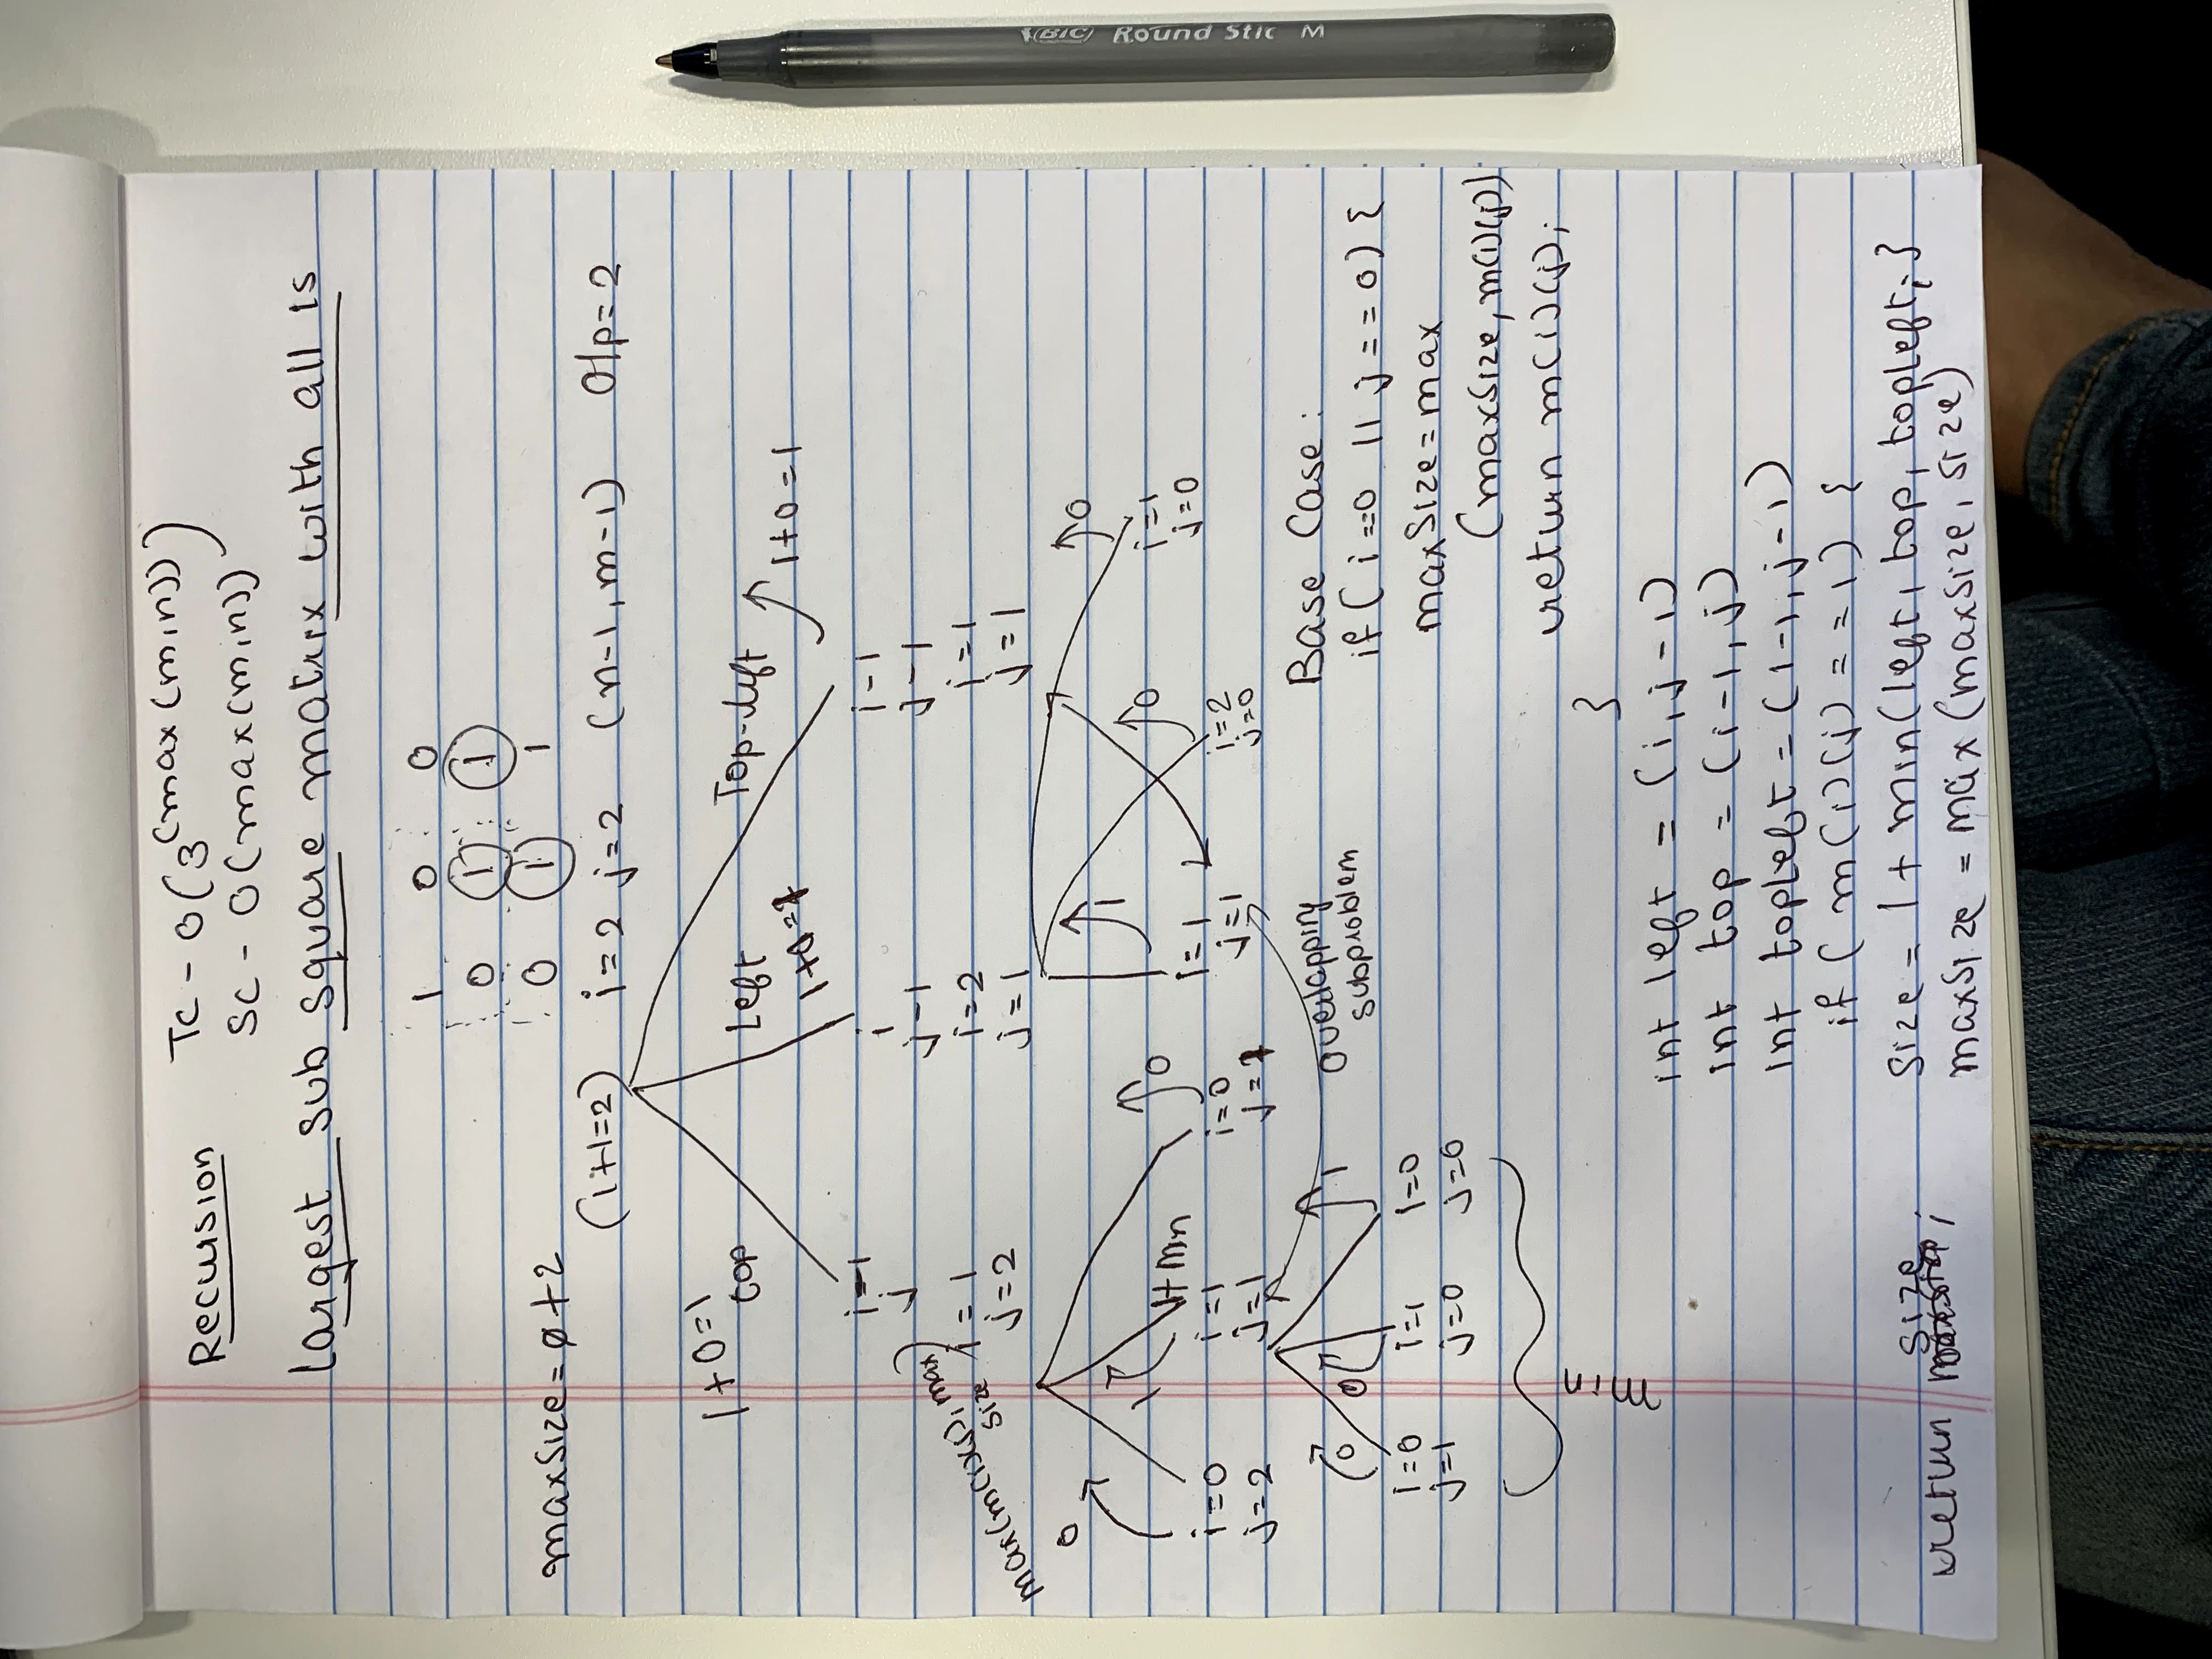 Recursion TC - O(3^(max(m,n)))
SC - O(max(m,n))
Largest sub square matrix with all 1s
1 0 0
0 1 1
0 1 1
maxsize = 0 + 2
(1+1=2) i=2 j=2 (n-1, m-1) O/p = 2
1+0=1
top
Left
1+0=1
Top-left
1+0=1
i-1
j
i
j-1
i-1
j-1
max(m(i)(j), max
size)
i=1
j=2
i=2
j=1
i=1
j=1
0
1
1+min
0
1
0
0
i=0
j=2
i=1
j=1
i=0
j=1
i=1
j=1
i=2
j=0
i=1
j=0
0
0
1
overlapping
subproblem
i=0
j=1
i=1
j=0
i=0
j=0
min
Base Case:
if (i==0 || j==0) {
maxSize = max
(maxsize, m(i)(j))
return m(i)(j);
}
int left = (i, j-1)
int top = (i-1, j)
int topLeft = (i-1, j-1)
if ( m(i)(j) == 1) {
size = 1 + min(left, top, topleft; }
maxsize = max (maxsize, size)
return size;
BIC Round Stic M